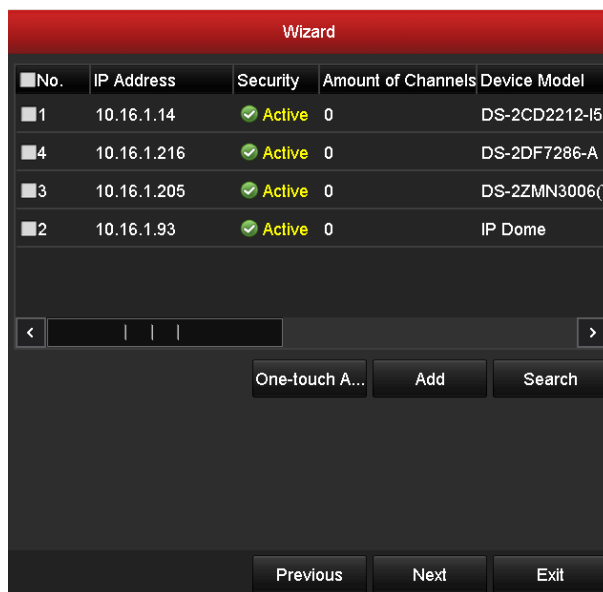 Wizard
No. IP Address Security Amount of Channels Device Model
1 10.16.1.14 Active 0 DS-2CD2212-I5
4 10.16.1.216 Active 0 DS-2DF7286-A
3 10.16.1.205 Active 0 DS-2ZMN3006(
2 10.16.1.93 Active 0 IP Dome
One-touch A... Add Search
Previous Next Exit